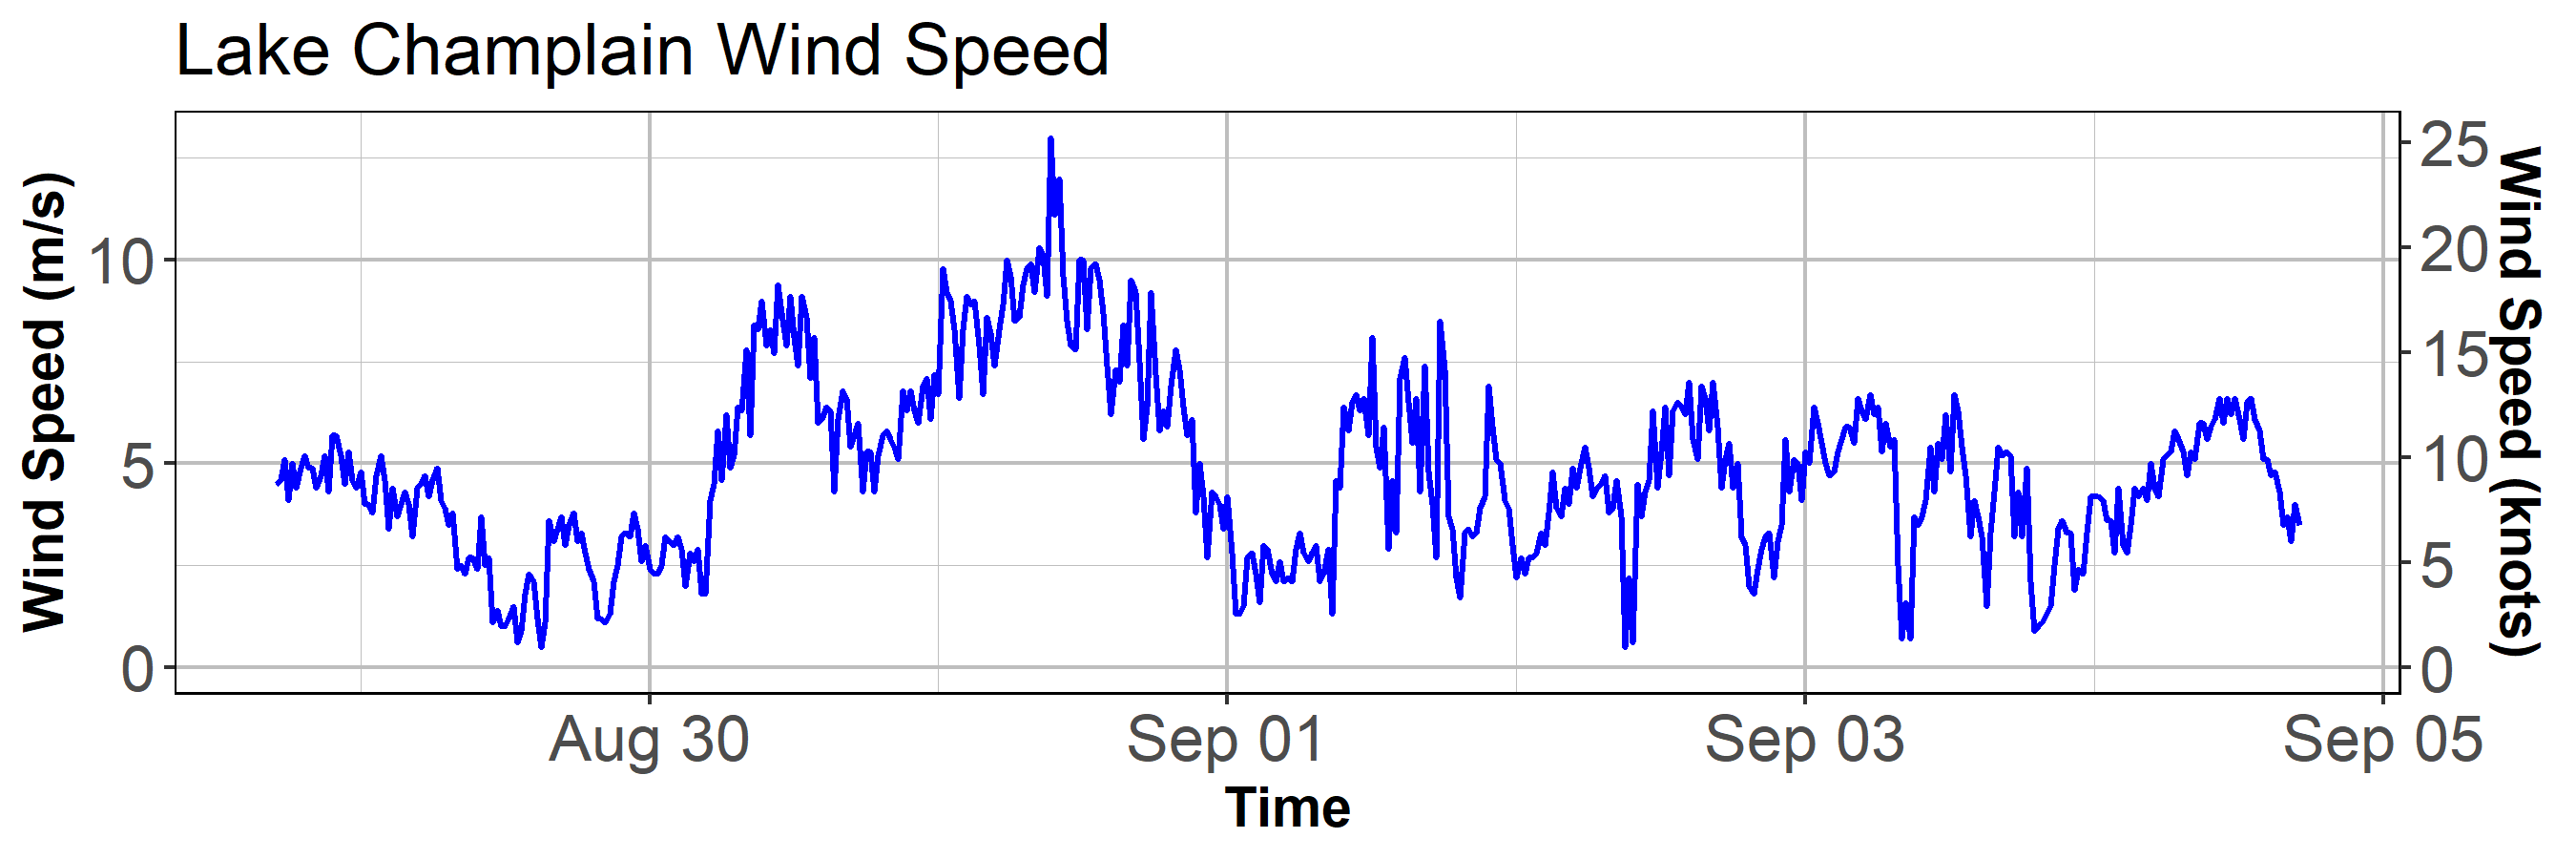 Lake Champlain Wind Speed
Wind Speed (m/s)
10
5
0
25
20
15
10
5
0
Wind Speed (knots)
Aug 30
Sep 01
Sep 03
Sep 05
Time